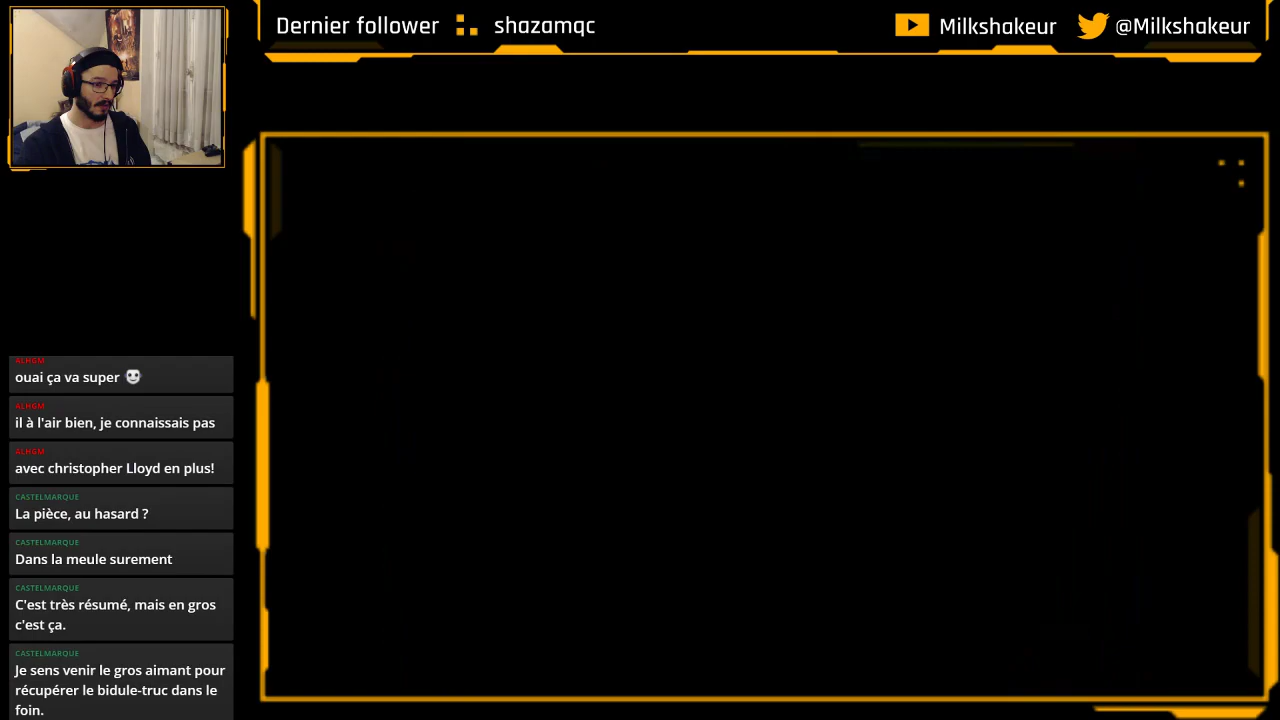 Dernier follower shazamqc Milkshakeur @Milkshakeur
ALHGM
ouai ça va super
ALHGM
il à l'air bien, je connaissais pas
ALHGM
avec christopher Lloyd en plus!
CASTELMARQUE
La pièce, au hasard ?
CASTELMARQUE
Dans la meule surement
CASTELMARQUE
C'est très résumé, mais en gros
c'est ça.
CASTELMARQUE
Je sens venir le gros aimant pour
récupérer le bidule-truc dans le
foin.